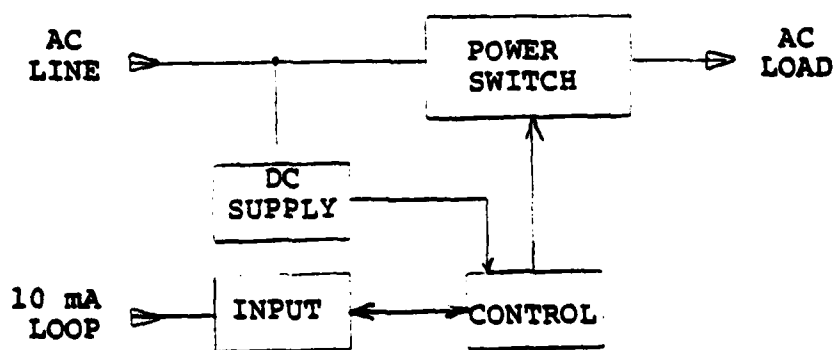 AC
LINE
POWER
SWITCH
AC
LOAD
DC
SUPPLY
10 mA
LOOP
INPUT
CONTROL